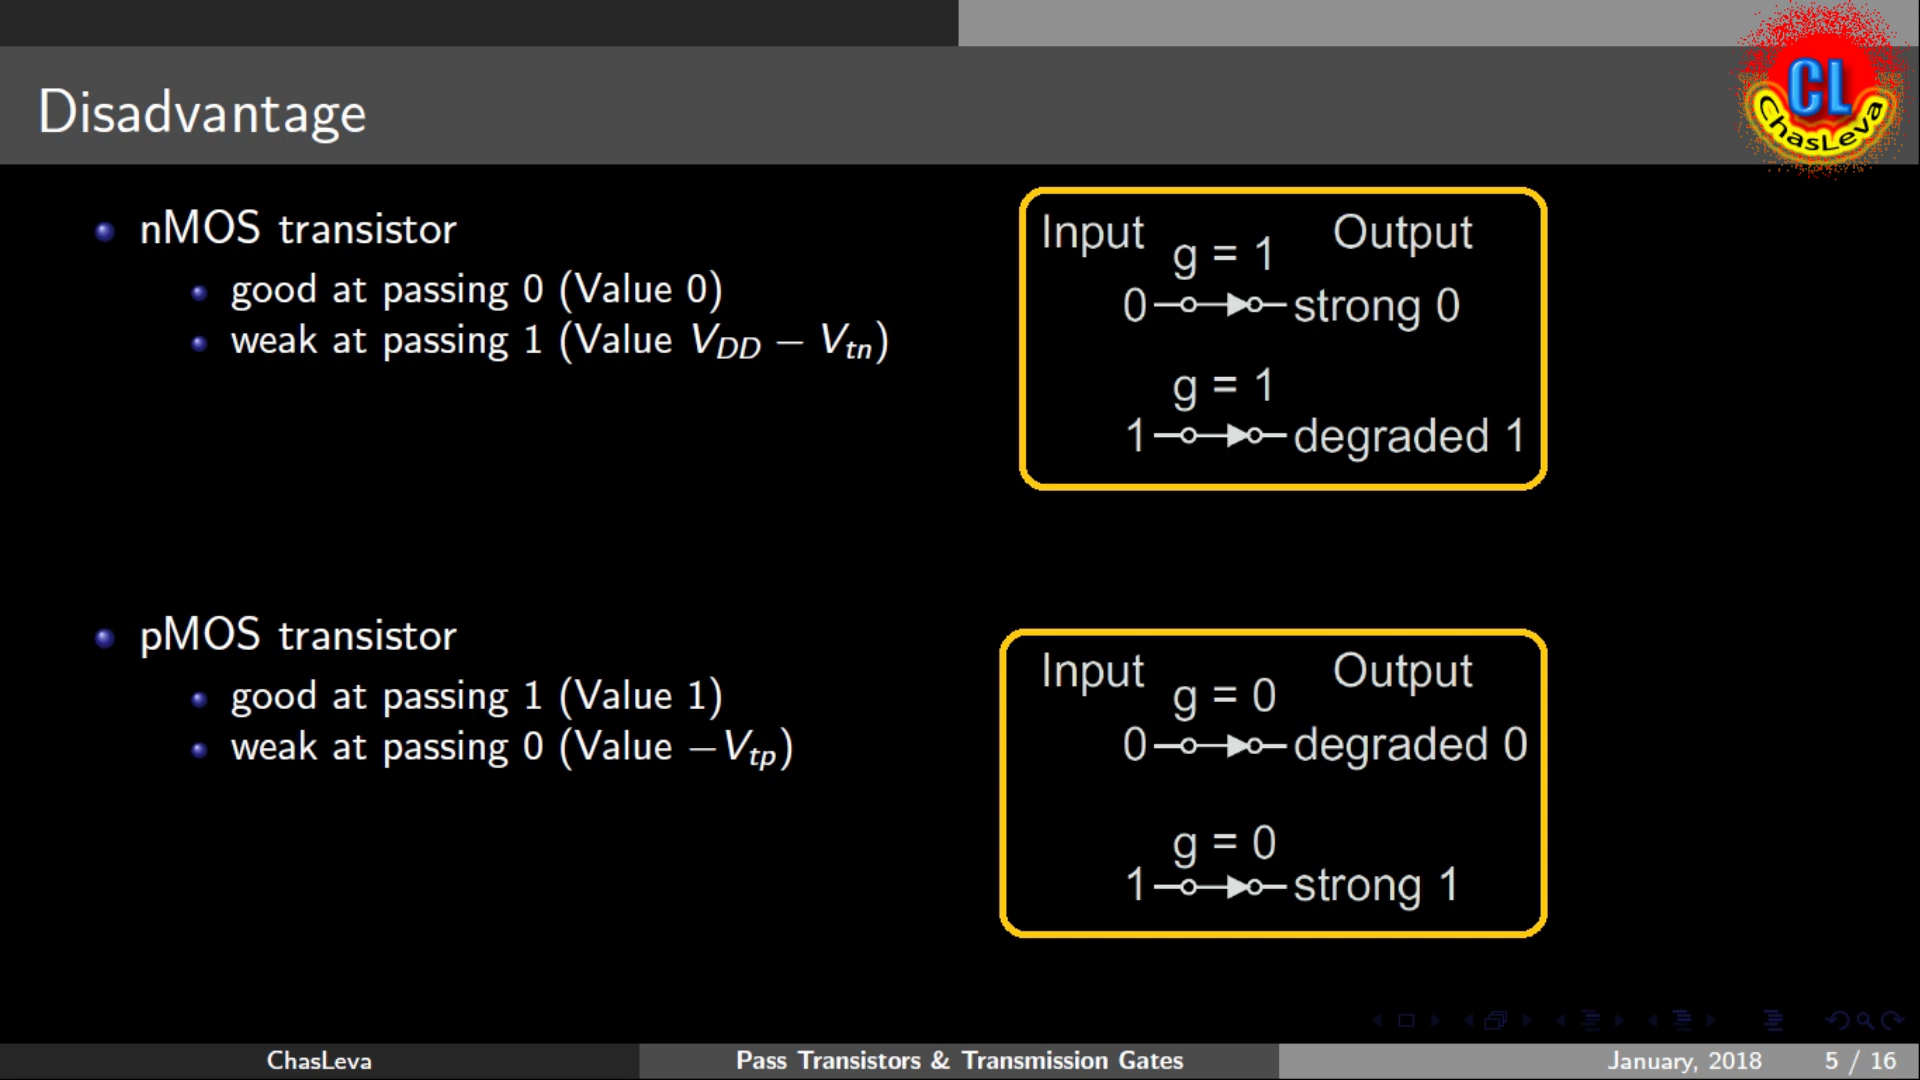 Disadvantage
CL
ChasLeva
nMOS transistor
good at passing 0 (Value 0)
weak at passing 1 (Value V_DD − V_tn)
Input g = 1 Output
0 strong 0
g = 1
1 degraded 1
pMOS transistor
good at passing 1 (Value 1)
weak at passing 0 (Value −V_tp)
Input g = 0 Output
0 degraded 0
g = 0
1 strong 1
ChasLeva Pass Transistors & Transmission Gates January, 2018 5 / 16